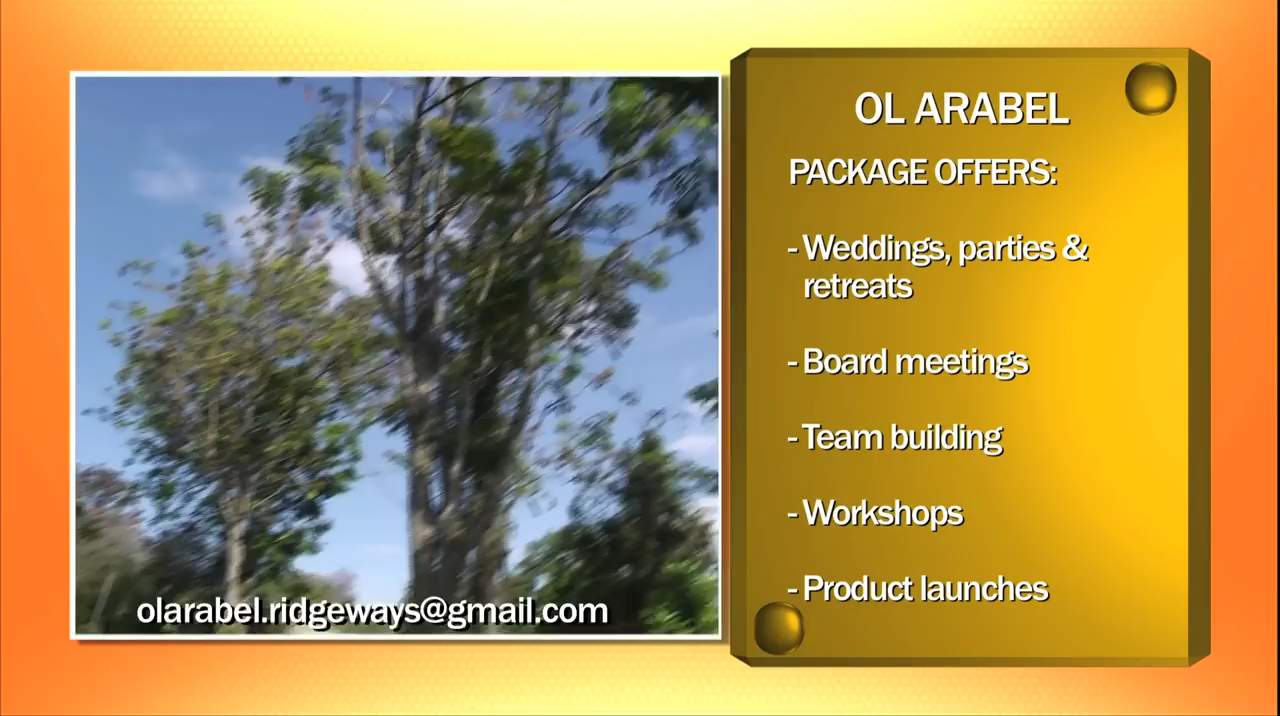 OL ARABEL
PACKAGE OFFERS:
- Weddings, parties &
retreats
- Board meetings
- Team building
- Workshops
- Product launches
olarabel.ridgeways@gmail.com